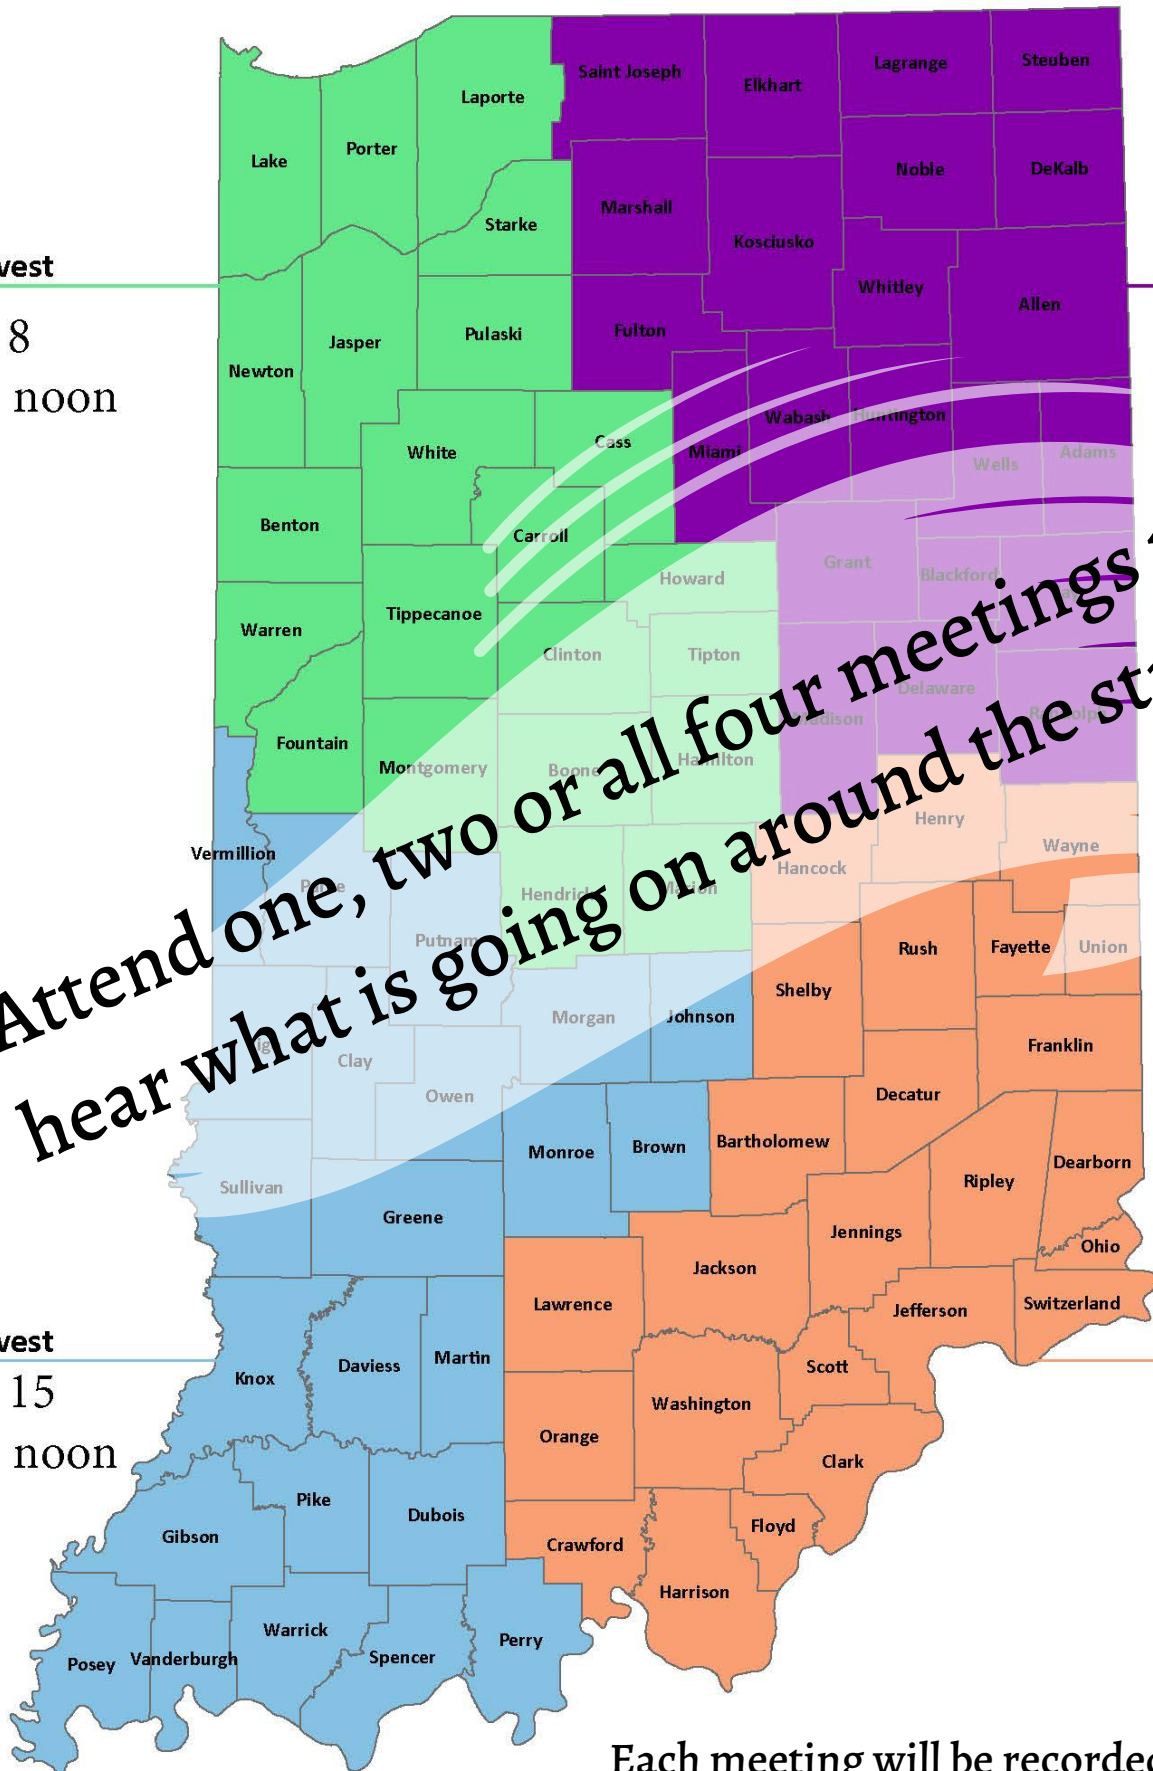 Saint Joseph
Elkhart
Lagrange
Steuben
Laporte
Lake
Porter
Noble
DeKalb
Marshall
Starke
Kosciusko
vest
Whitley
Allen
8
Jasper
Pulaski
Fulton
Newton
noon
White
Cass
Miami
Wabash
Huntington
Wells
Adams
Benton
Carroll
Howard
Grant
Blackford
Warren
Tippecanoe
Clinton
Tipton
Delaware
Madison
Randolph
Fountain
Montgomery
Boone
Hamilton
Henry
Wayne
Vermillion
Hendricks
Marion
Hancock
Putnam
Rush
Fayette
Union
Shelby
Attend one, two or all four meetings
hear what is going on around the sta
Morgan
Johnson
Clay
Franklin
Owen
Decatur
Monroe
Brown
Bartholomew
Dearborn
Sullivan
Ripley
Greene
Jennings
Ohio
Jackson
Lawrence
Jefferson
Switzerland
vest
Knox
Daviess
Martin
Scott
15
Washington
Orange
noon
Clark
Pike
Dubois
Gibson
Crawford
Floyd
Harrison
Warrick
Perry
Posey
Vanderburgh
Spencer
Each meeting will be recorded